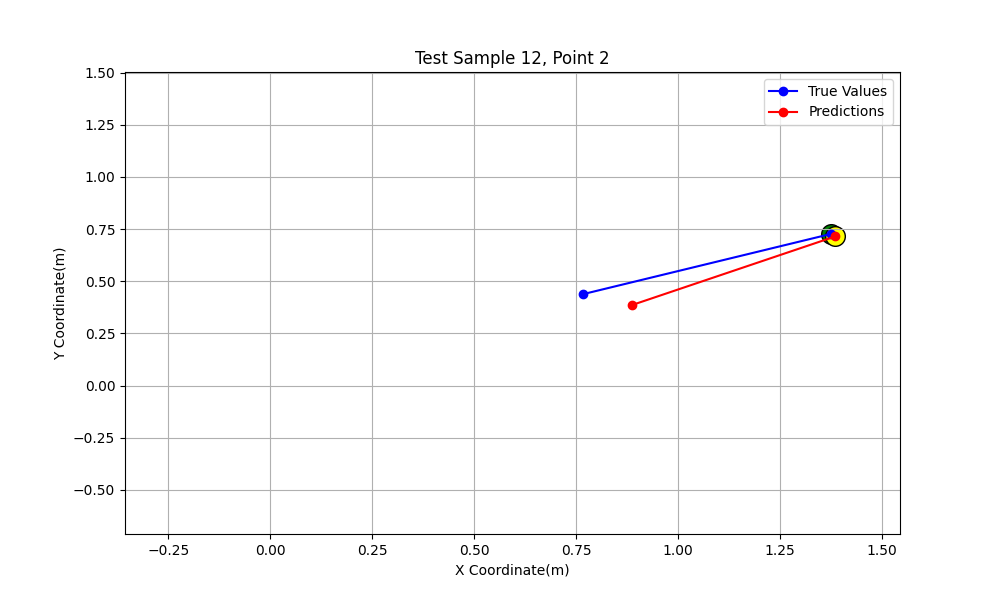 Test Sample 12, Point 2
True Values
Predictions
1.50
1.25
1.00
0.75
0.50
0.25
0.00
−0.25
−0.50
Y Coordinate(m)
−0.25 0.00 0.25 0.50 0.75 1.00 1.25 1.50
X Coordinate(m)